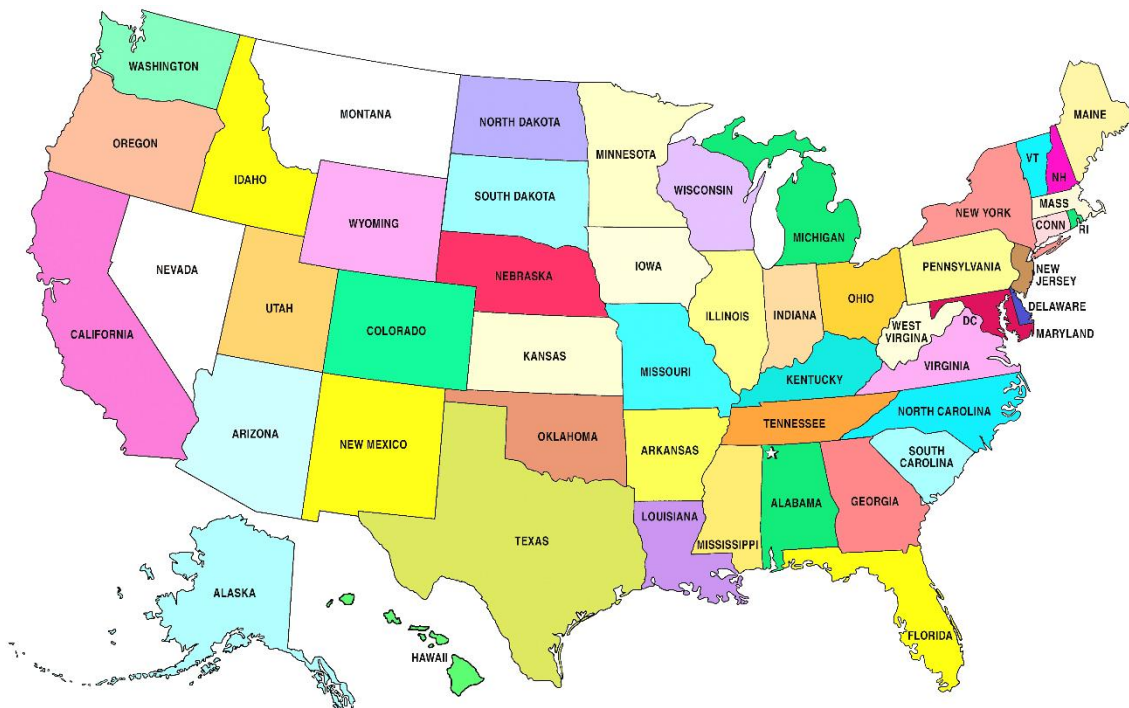 WASHINGTON
OREGON
CALIFORNIA
NEVADA
IDAHO
MONTANA
WYOMING
UTAH
COLORADO
ARIZONA
NEW MEXICO
NORTH DAKOTA
SOUTH DAKOTA
NEBRASKA
KANSAS
OKLAHOMA
TEXAS
MINNESOTA
IOWA
MISSOURI
ARKANSAS
LOUISIANA
WISCONSIN
ILLINOIS
MICHIGAN
INDIANA
OHIO
KENTUCKY
TENNESSEE
MISSISSIPPI
ALABAMA
GEORGIA
FLORIDA
SOUTH
CAROLINA
NORTH CAROLINA
VIRGINIA
WEST
VIRGINA
DC
MARYLAND
DELAWARE
NEW
JERSEY
PENNSYLVANIA
NEW YORK
CONN
RI
MASS
VT
NH
MAINE
ALASKA
HAWAII